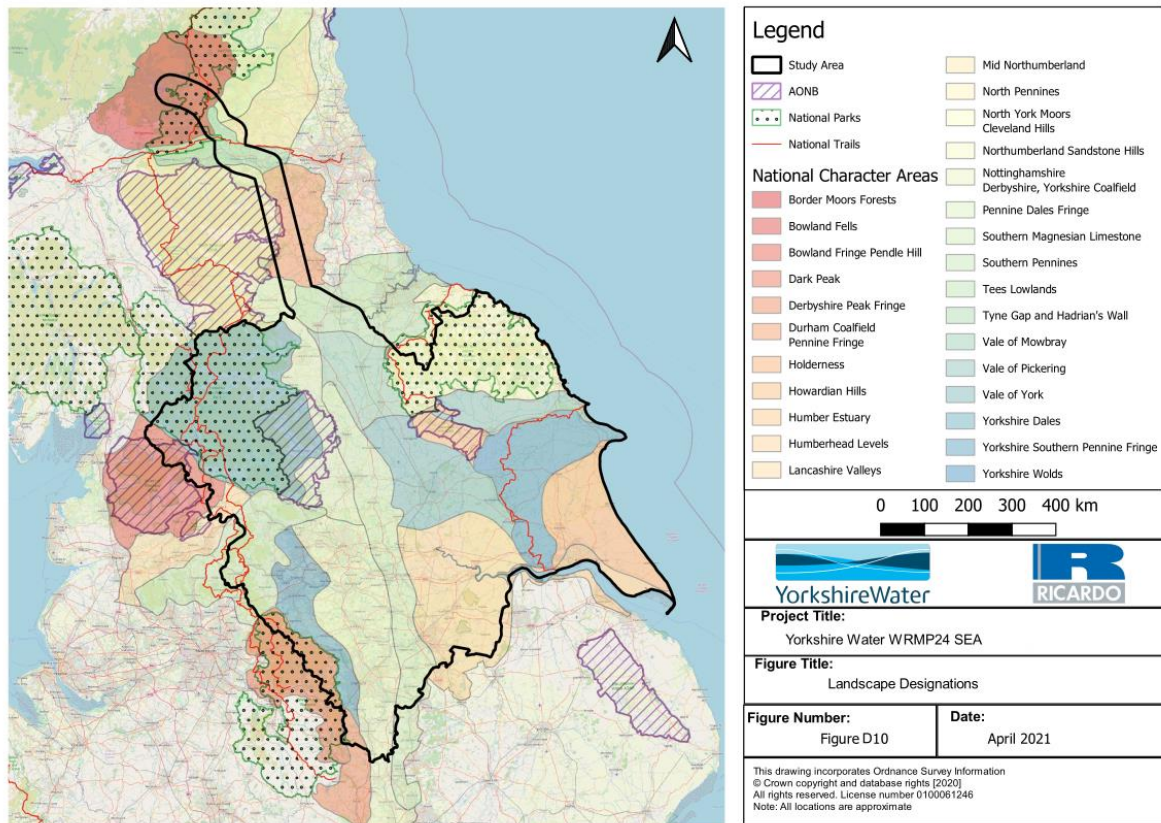 Legend
Study Area
AONB
National Parks
National Trails
National Character Areas
Border Moors Forests
Bowland Fells
Bowland Fringe Pendle Hill
Dark Peak
Derbyshire Peak Fringe
Durham Coalfield
Pennine Fringe
Holderness
Howardian Hills
Humber Estuary
Humberhead Levels
Lancashire Valleys
Mid Northumberland
North Pennines
North York Moors
Cleveland Hills
Northumberland Sandstone Hills
Nottinghamshire
Derbyshire, Yorkshire Coalfield
Pennine Dales Fringe
Southern Magnesian Limestone
Southern Pennines
Tees Lowlands
Tyne Gap and Hadrian's Wall
Vale of Mowbray
Vale of Pickering
Vale of York
Yorkshire Dales
Yorkshire Southern Pennine Fringe
Yorkshire Wolds
0 100 200 300 400 km
YorkshireWater
R
RICARDO
Project Title:
Yorkshire Water WRMP24 SEA
Figure Title:
Landscape Designations
Figure Number:
Figure D10
Date:
April 2021
This drawing incorporates Ordnance Survey Information
© Crown copyright and database rights [2020]
All rights reserved. License number 0100061246
Note: All locations are approximate